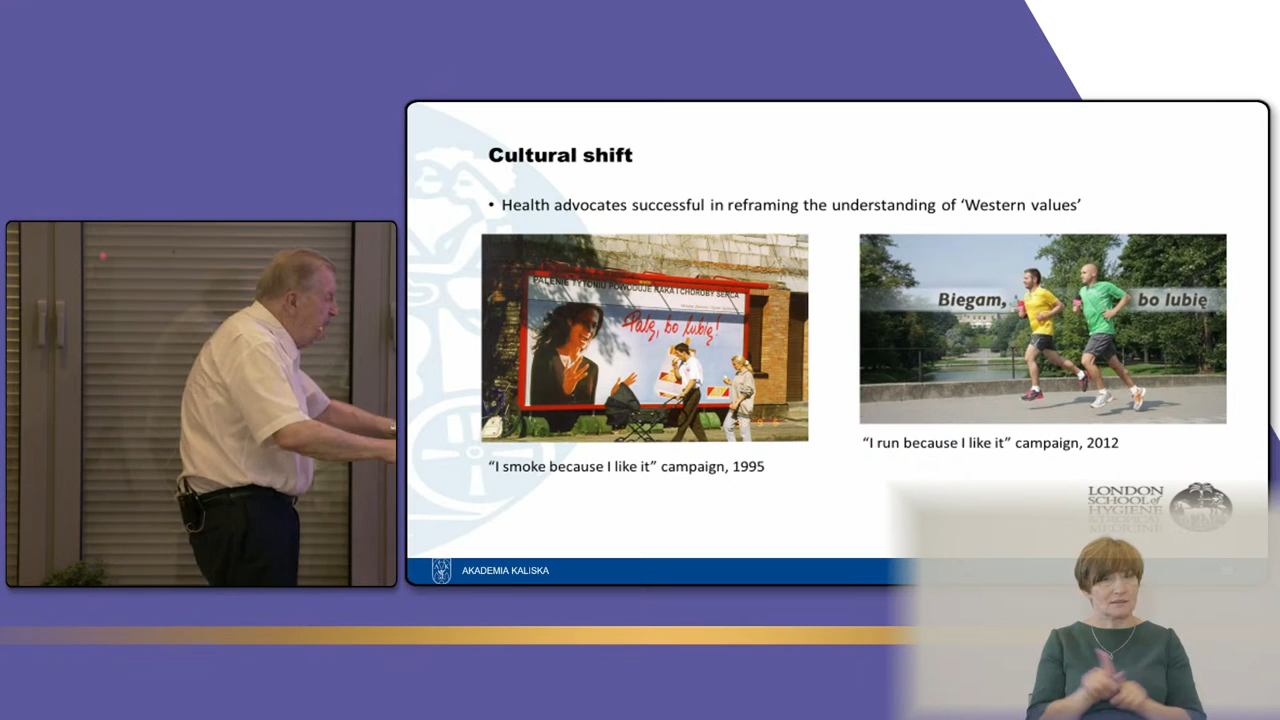 Cultural shift
• Health advocates successful in reframing the understanding of ‘Western values’
PALENIE TYTONIU POWODUJE RAKA I CHOROBY SERCA
Palę, bo lubię!
Biegam, bo lubię
“I smoke because I like it” campaign, 1995
“I run because I like it” campaign, 2012
LONDON
SCHOOL of
HYGIENE
& TROPICAL
MEDICINE
AKADEMIA KALISKA